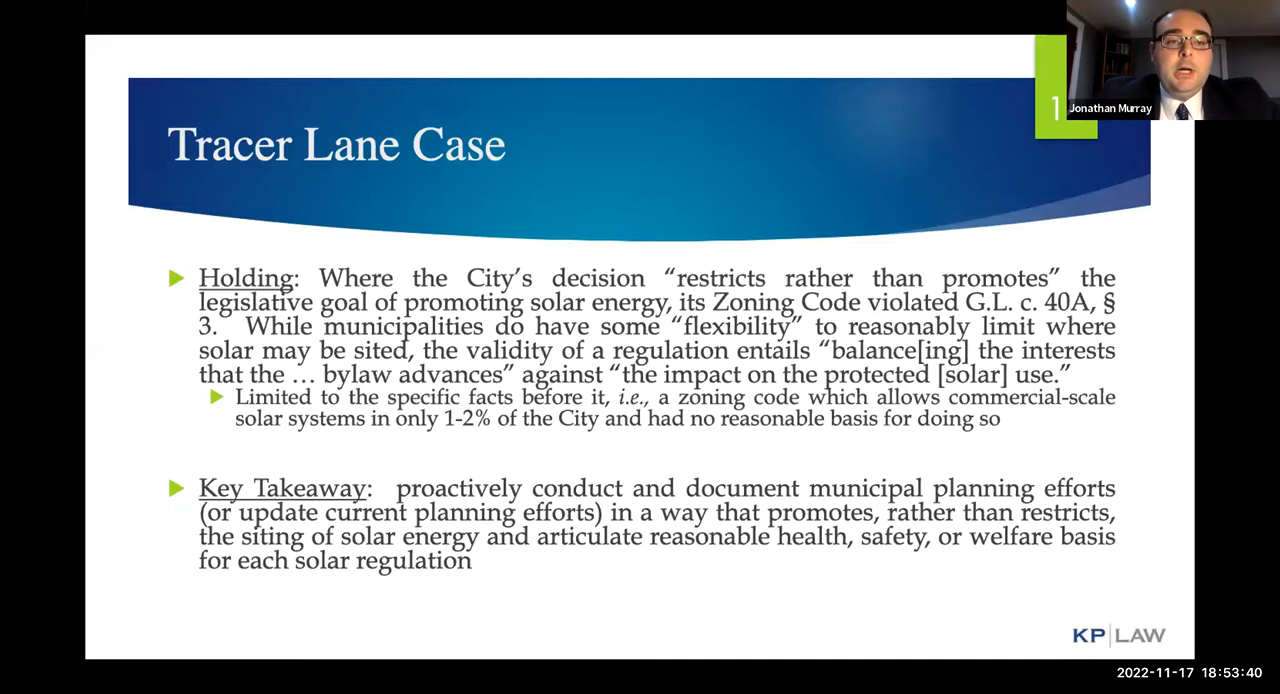 1
Jonathan Murray
Tracer Lane Case
Holding: Where the City’s decision “restricts rather than promotes” the
legislative goal of promoting solar energy, its Zoning Code violated G.L. c. 40A, §
3. While municipalities do have some “flexibility” to reasonably limit where
solar may be sited, the validity of a regulation entails “balance[ing] the interests
that the … bylaw advances” against “the impact on the protected [solar] use.”
Limited to the specific facts before it, i.e., a zoning code which allows commercial-scale
solar systems in only 1-2% of the City and had no reasonable basis for doing so
Key Takeaway: proactively conduct and document municipal planning efforts
(or update current planning efforts) in a way that promotes, rather than restricts,
the siting of solar energy and articulate reasonable health, safety, or welfare basis
for each solar regulation
KP|LAW
2022-11-17 18:53:40